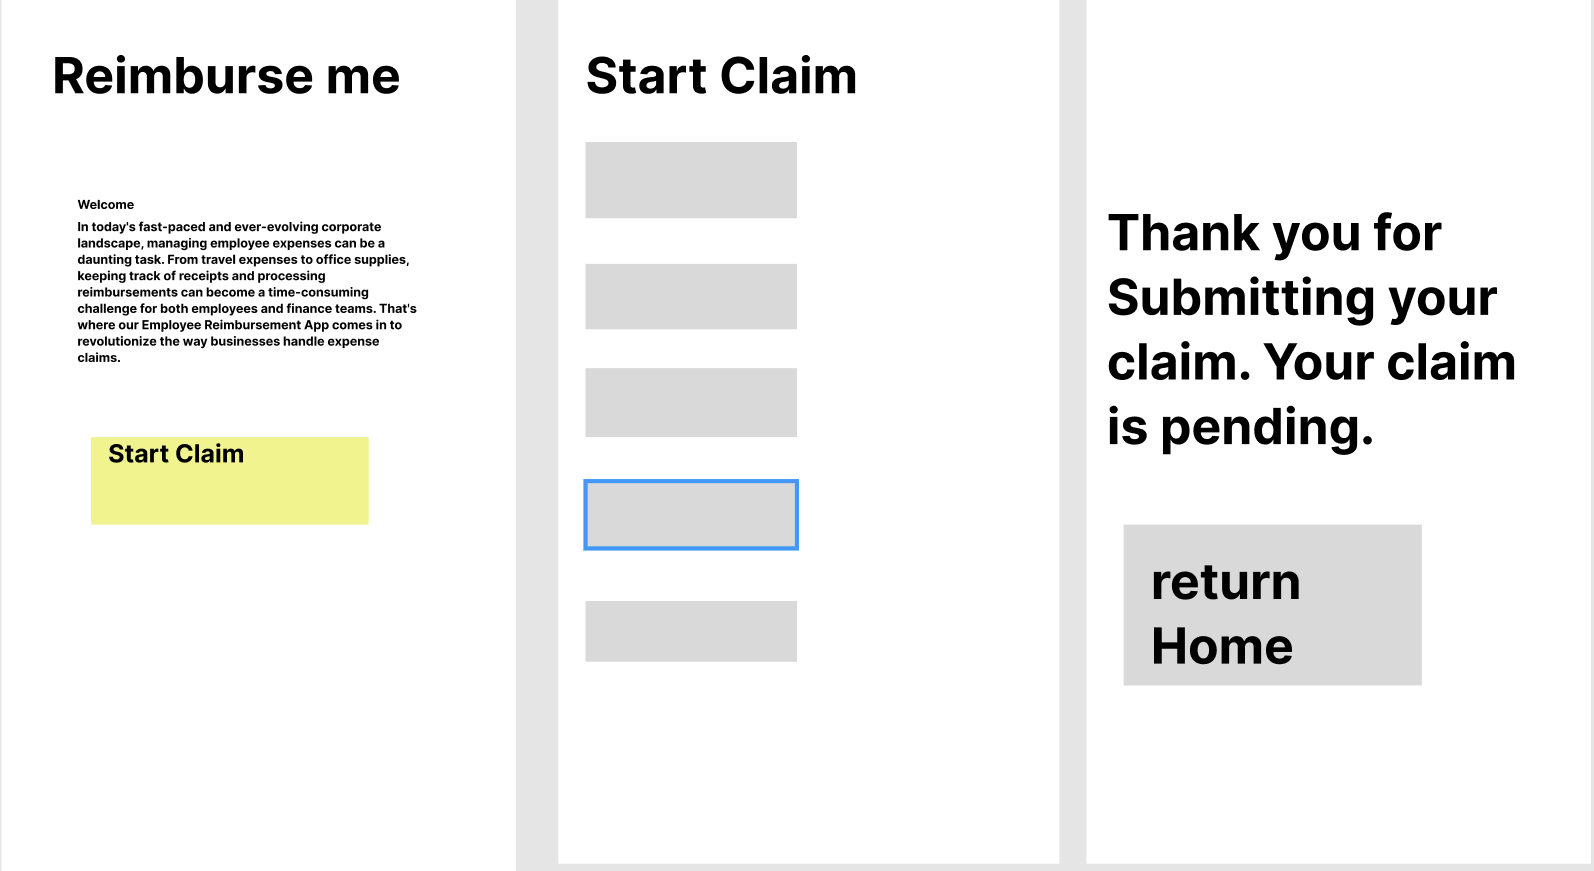 Reimburse me
Welcome
In today's fast-paced and ever-evolving corporate
landscape, managing employee expenses can be a
daunting task. From travel expenses to office supplies,
keeping track of receipts and processing
reimbursements can become a time-consuming
challenge for both employees and finance teams. That's
where our Employee Reimbursement App comes in to
revolutionize the way businesses handle expense
claims.
Start Claim
Start Claim
Thank you for
Submitting your
claim. Your claim
is pending.
return
Home